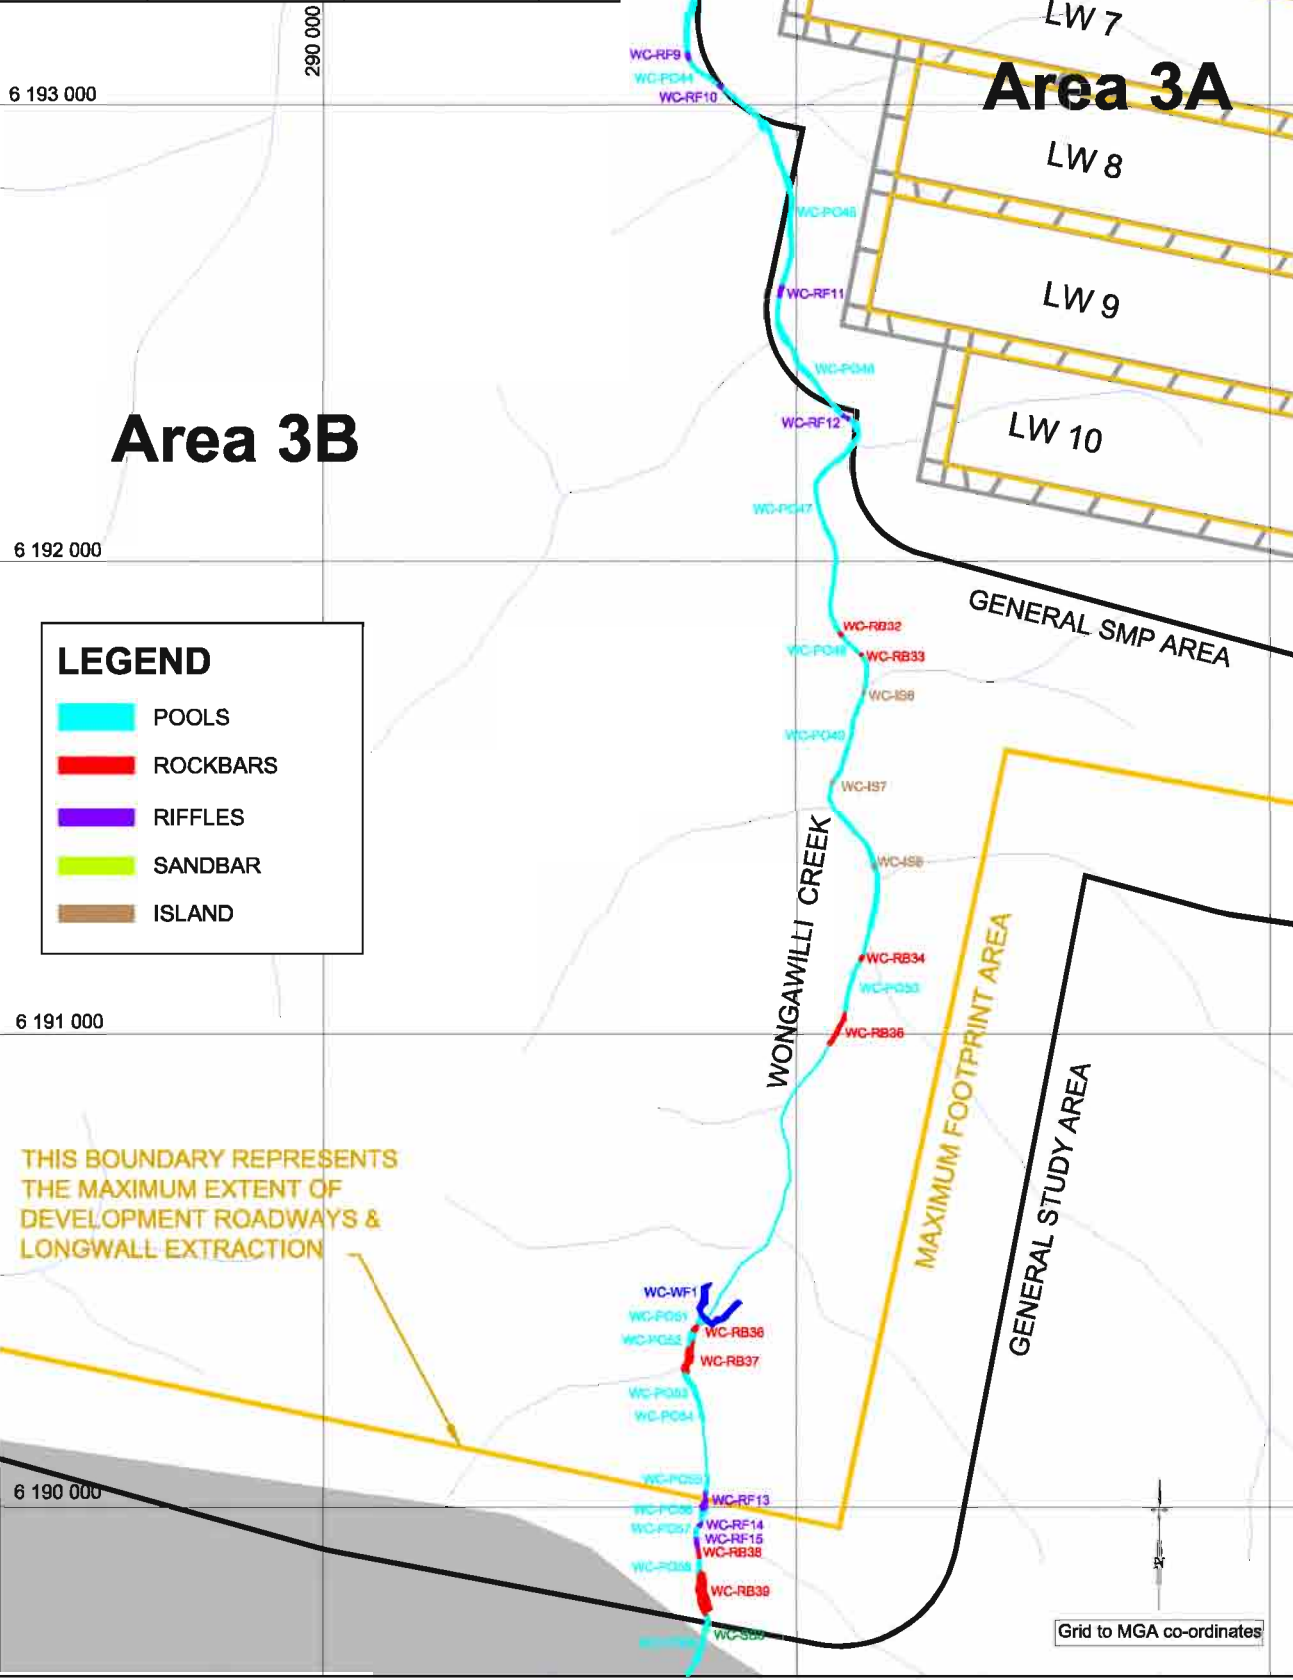 290 000
LW 7
WC-RF9
WC-PO44
Area 3A
6 193 000
WC-RF10
LW 8
WC-PO45
WC-RF11
LW 9
WC-PO46
WC-RF12
Area 3B
LW 10
WC-PO47
6 192 000
GENERAL SMP AREA
WC-RB32
WC-PO48
WC-RB33
WC-IS6
WC-PO49
LEGEND
POOLS
ROCKBARS
RIFFLES
SANDBAR
ISLAND
WC-IS7
WONGAWILLI CREEK
WC-IS8
WC-RB34
WC-PO50
6 191 000
WC-RB35
MAXIMUM FOOTPRINT AREA
GENERAL STUDY AREA
THIS BOUNDARY REPRESENTS
THE MAXIMUM EXTENT OF
DEVELOPMENT ROADWAYS &
LONGWALL EXTRACTION
WC-WF1
WC-PO51
WC-RB36
WC-PO52
WC-RB37
WC-PO53
WC-PO54
WC-PO55
6 190 000
WC-RF13
WC-PO56
WC-RF14
WC-PO57
WC-RF15
WC-RB38
WC-PO58
WC-RB39
N
Grid to MGA co-ordinates